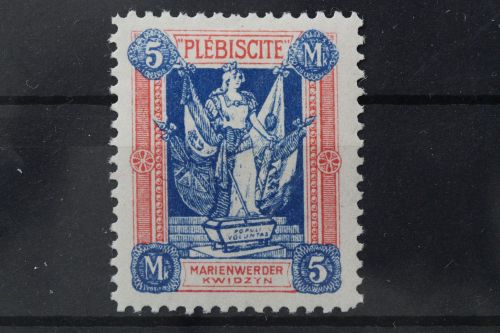 5 "PLÉBISCITE" M.
POPULI
VOLUNTAS
M. MARIENWERDER 5
KWIDZYN